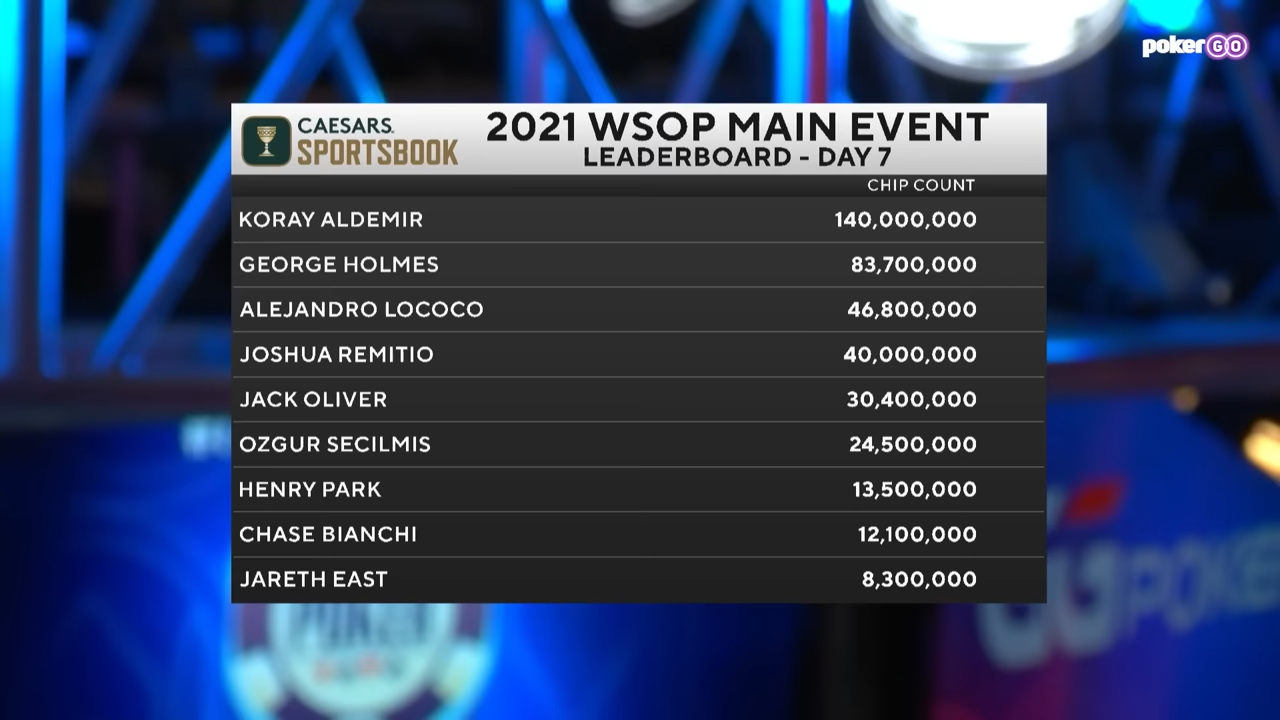 pokerGO
CAESARS
SPORTSBOOK
2021 WSOP MAIN EVENT
LEADERBOARD - DAY 7
CHIP COUNT
KORAY ALDEMIR 140,000,000
GEORGE HOLMES 83,700,000
ALEJANDRO LOCOCO 46,800,000
JOSHUA REMITIO 40,000,000
JACK OLIVER 30,400,000
OZGUR SECILMIS 24,500,000
HENRY PARK 13,500,000
CHASE BIANCHI 12,100,000
JARETH EAST 8,300,000
POKER
GGPOKER